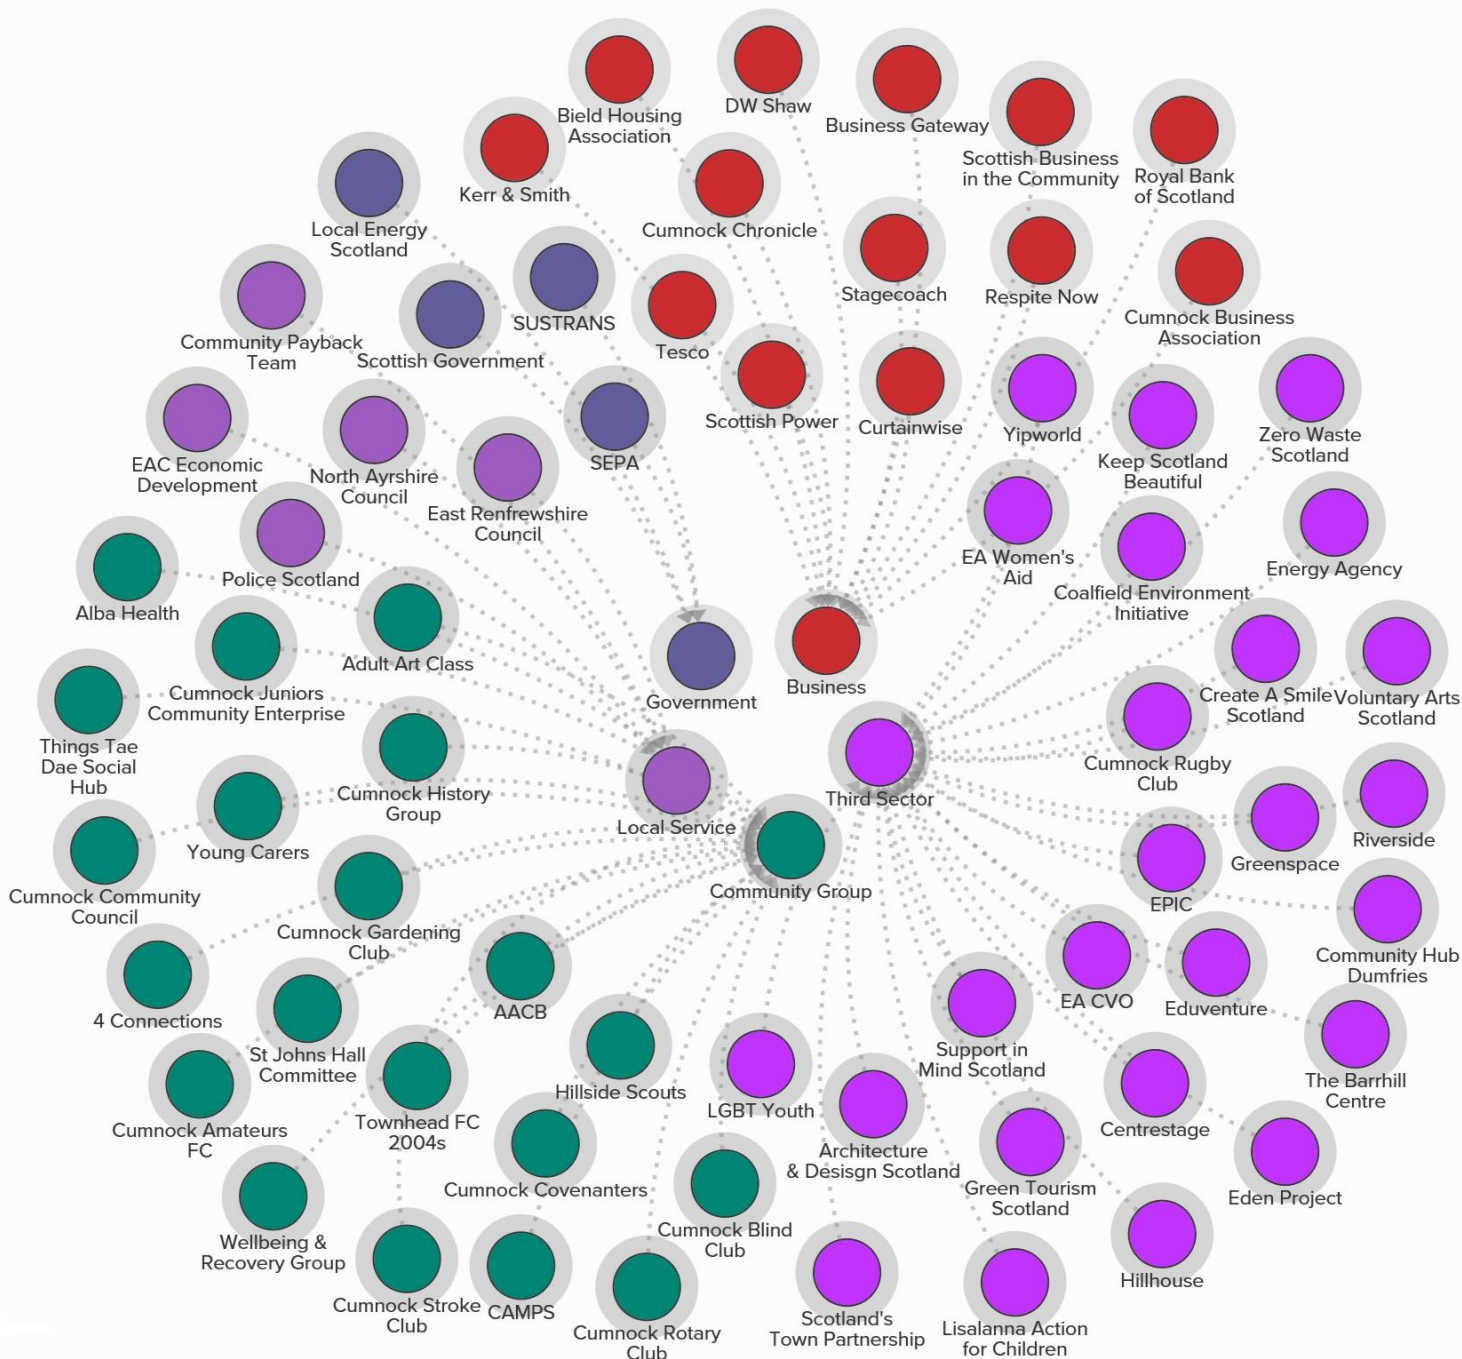 Bield Housing
Association
DW Shaw
Business Gateway
Scottish Business
in the Community
Royal Bank
of Scotland
Kerr & Smith
Cumnock Chronicle
Local Energy
Scotland
SUSTRANS
Stagecoach
Respite Now
Cumnock Business
Association
Community Payback
Team
Scottish Government
Tesco
Scottish Power
Curtainwise
Yipworld
Keep Scotland
Beautiful
Zero Waste
Scotland
EAC Economic
Development
North Ayrshire
Council
East Renfrewshire
Council
SEPA
EA Women's
Aid
Coalfield Environment
Initiative
Energy Agency
Police Scotland
Alba Health
Adult Art Class
Cumnock Juniors
Community Enterprise
Government
Business
Create A Smile
Scotland
Voluntary Arts
Scotland
Things Tae
Dae Social
Hub
Cumnock History
Group
Local Service
Third Sector
Cumnock Rugby
Club
Cumnock Community
Council
Young Carers
Community Group
EPIC
Greenspace
Riverside
Cumnock Gardening
Club
4 Connections
St Johns Hall
Committee
AACB
EA CVO
Eduventure
Community Hub
Dumfries
Cumnock Amateurs
FC
Townhead FC
2004s
Hillside Scouts
LGBT Youth
Support in
Mind Scotland
Architecture
& Desisgn Scotland
Centrestage
The Barrhill
Centre
Wellbeing &
Recovery Group
Cumnock Covenanters
Cumnock Blind
Club
Green Tourism
Scotland
Eden Project
Cumnock Stroke
Club
CAMPS
Cumnock Rotary
Club
Scotland's
Town Partnership
Lisalanna Action
for Children
Hillhouse